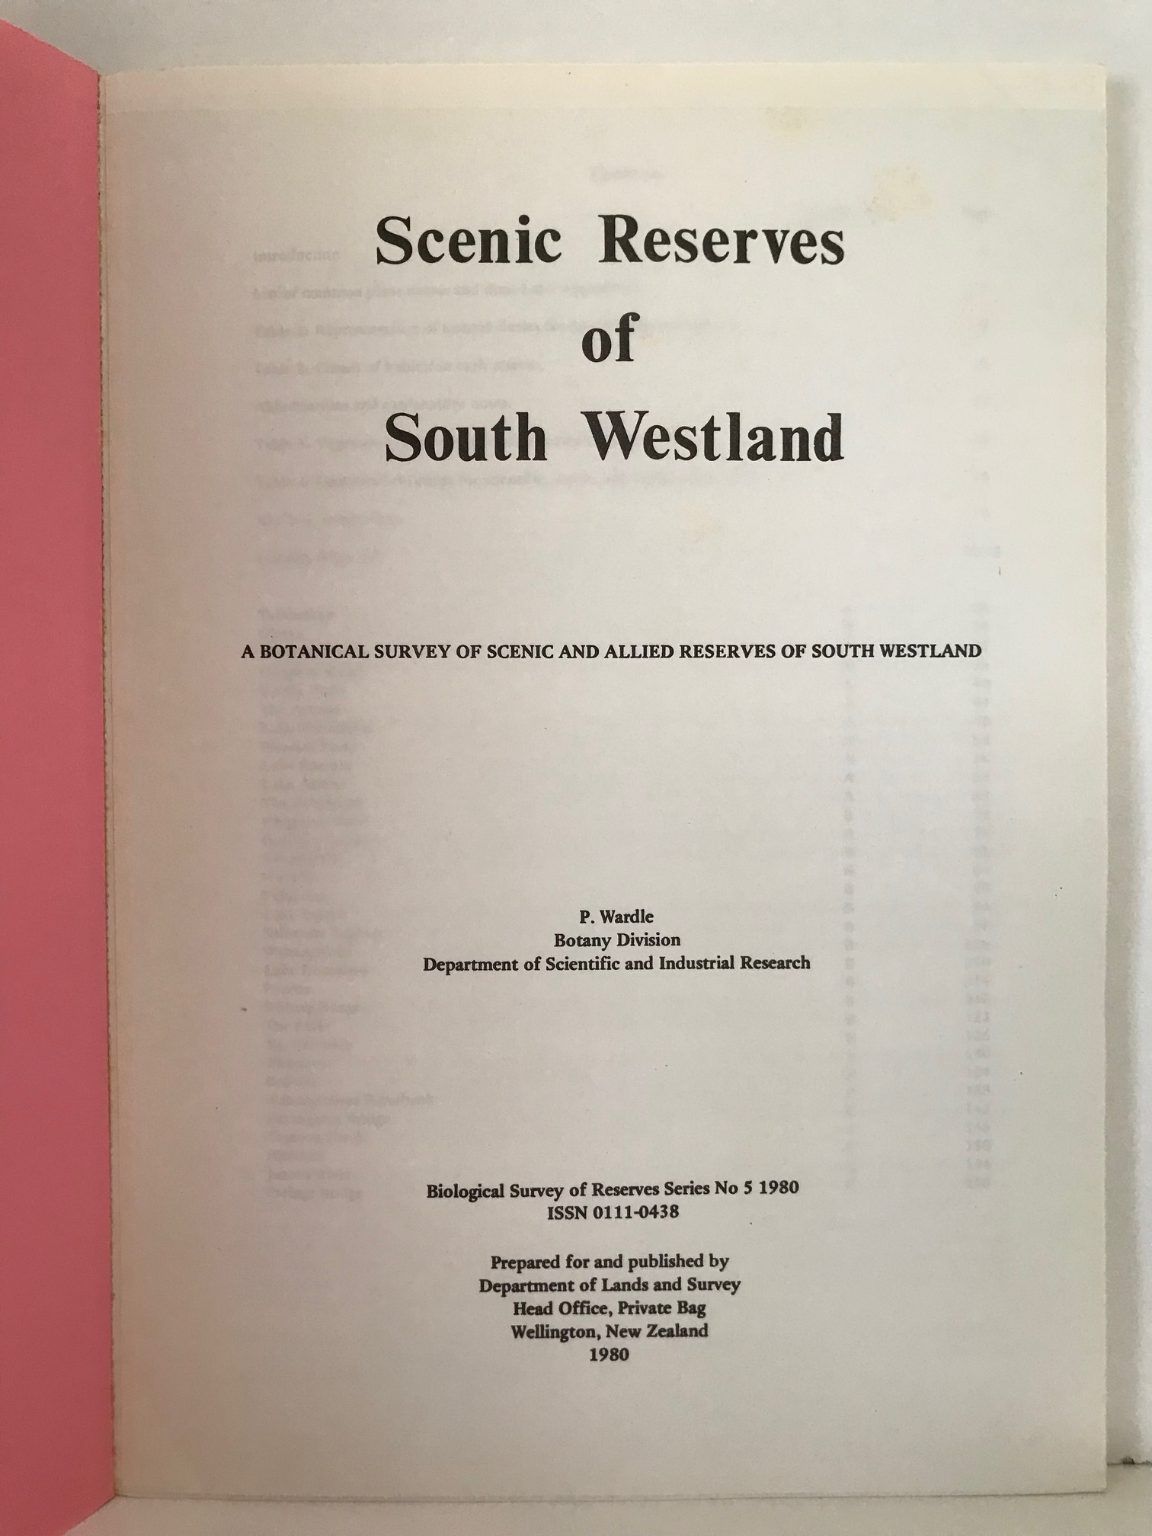 Scenic Reserves
of
South Westland
A BOTANICAL SURVEY OF SCENIC AND ALLIED RESERVES OF SOUTH WESTLAND
P. Wardle
Botany Division
Department of Scientific and Industrial Research
Biological Survey of Reserves Series No 5 1980
ISSN 0111-0438
Prepared for and published by
Department of Lands and Survey
Head Office, Private Bag
Wellington, New Zealand
1980